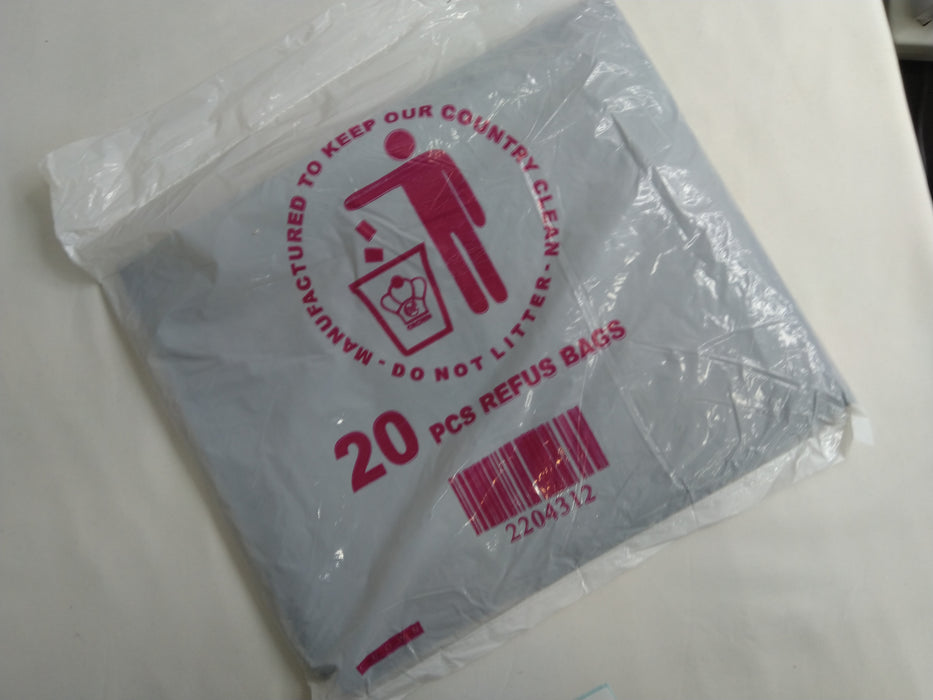 MANUFACTURED TO KEEP OUR COUNTRY CLEAN -
DO NOT LITTER -
20 PCS REFUS BAGS
2204312